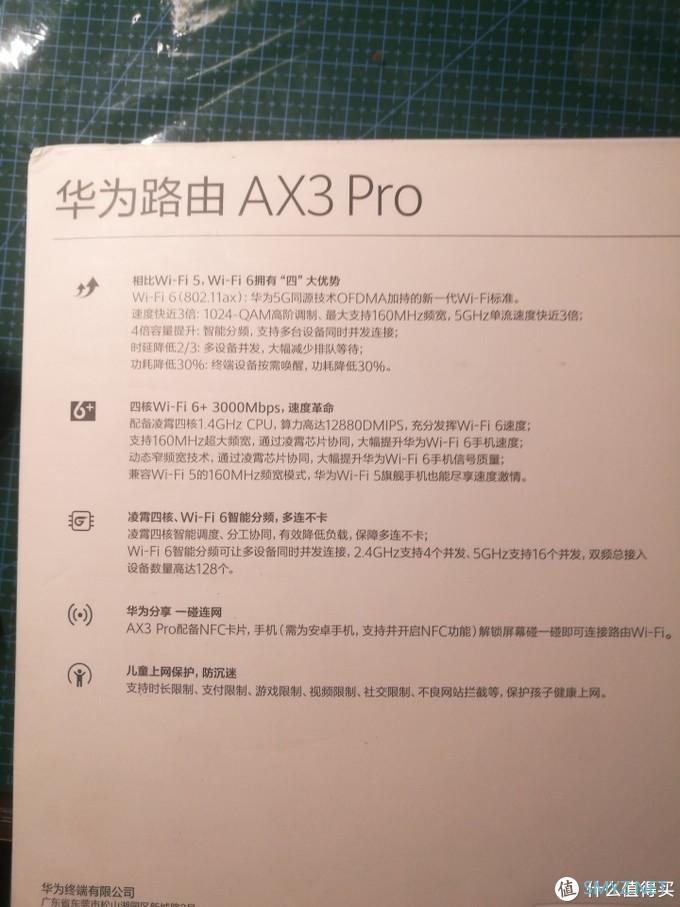 华为路由 AX3 Pro
相比Wi-Fi 5，Wi-Fi 6拥有“四”大优势
Wi-Fi 6(802.11ax)：华为5G同源技术OFDMA加持的新一代Wi-Fi标准。
速度快近3倍：1024-QAM高阶调制、最大支持160MHz频宽，5GHz单流速度快近3倍；
4倍容量提升：智能分频，支持多台设备同时并发连接；
时延降低2/3：多设备并发，大幅减少排队等待；
功耗降低30%：终端设备按需唤醒，功耗降低30%。
6+
四核Wi-Fi 6+ 3000Mbps，速度革命
配备凌霄四核1.4GHz CPU，算力高达12880DMIPS，充分发挥Wi-Fi 6速度；
支持160MHz超大频宽，通过凌霄芯片协同，大幅提升华为Wi-Fi 6手机速度；
动态窄频宽技术，通过凌霄芯片协同，大幅提升华为Wi-Fi 6手机信号质量；
兼容Wi-Fi 5的160MHz频宽模式，华为Wi-Fi 5旗舰手机也能尽享速度激情。
凌霄四核、Wi-Fi 6智能分频，多连不卡
凌霄四核智能调度、分工协同，有效降低负载，保障多连不卡；
Wi-Fi 6智能分频可让多设备同时并发连接，2.4GHz支持4个并发、5GHz支持16个并发，双频总接入
设备数量高达128个。
华为分享 一碰连网
AX3 Pro配备NFC卡片，手机（需为安卓手机，支持并开启NFC功能）解锁屏幕碰一碰即可连接路由Wi-Fi。
儿童上网保护，防沉迷
支持时长限制、支付限制、游戏限制、视频限制、社交限制、不良网站拦截等，保护孩子健康上网。
华为终端有限公司
广东省东莞市松山湖园区新城路2号
值 什么值得买